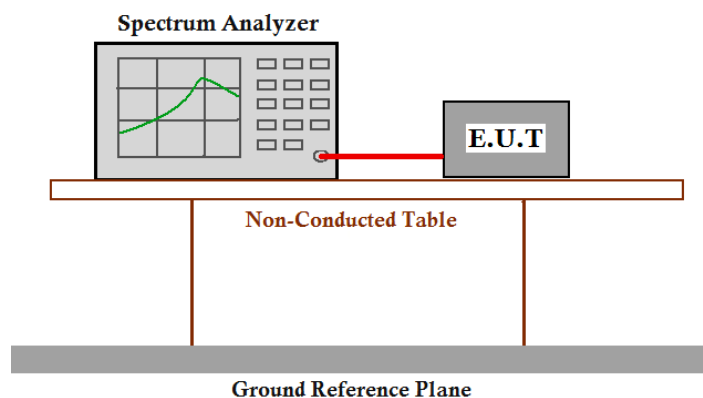 Spectrum Analyzer
E.U.T
Non-Conducted Table
Ground Reference Plane